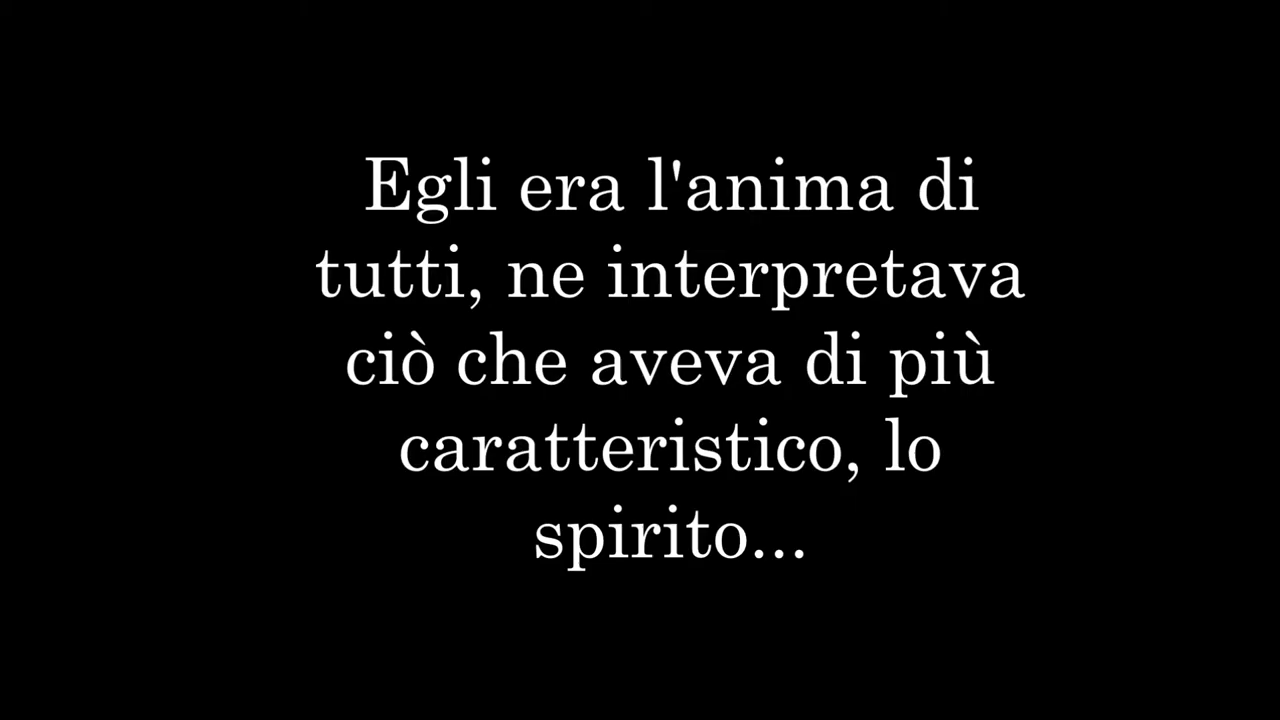 Egli era l'anima di
tutti, ne interpretava
ciò che aveva di più
caratteristico, lo
spirito...